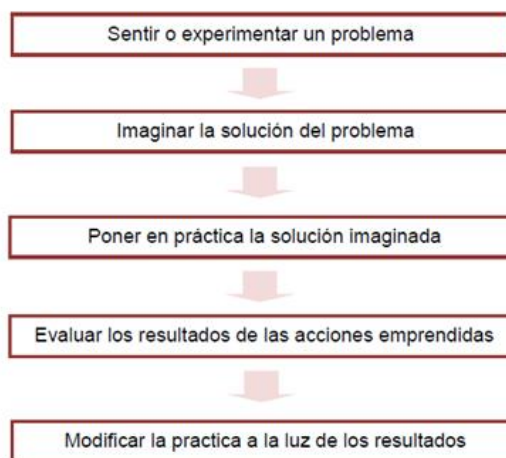 Sentir o experimentar un problema
Imaginar la solución del problema
Poner en práctica la solución imaginada
Evaluar los resultados de las acciones emprendidas
Modificar la practica a la luz de los resultados